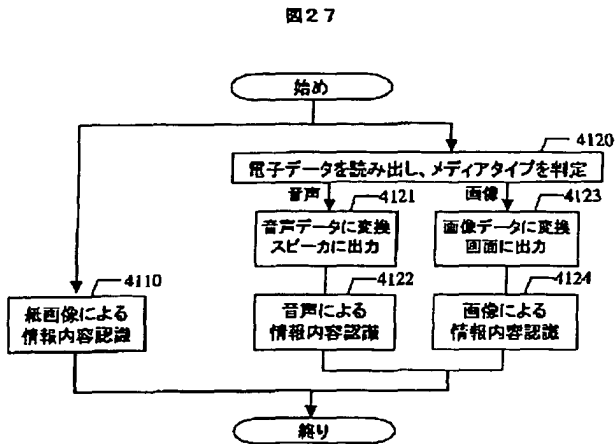 図27
始め
4120
電子データを読み出し、メディアタイプを判定
音声
4121
画像
4123
音声データに変換
スピーカに出力
画像データに変換
画面に出力
4110
4122
4124
紙画像による
情報内容認識
音声による
情報内容認識
画像による
情報内容認識
終り